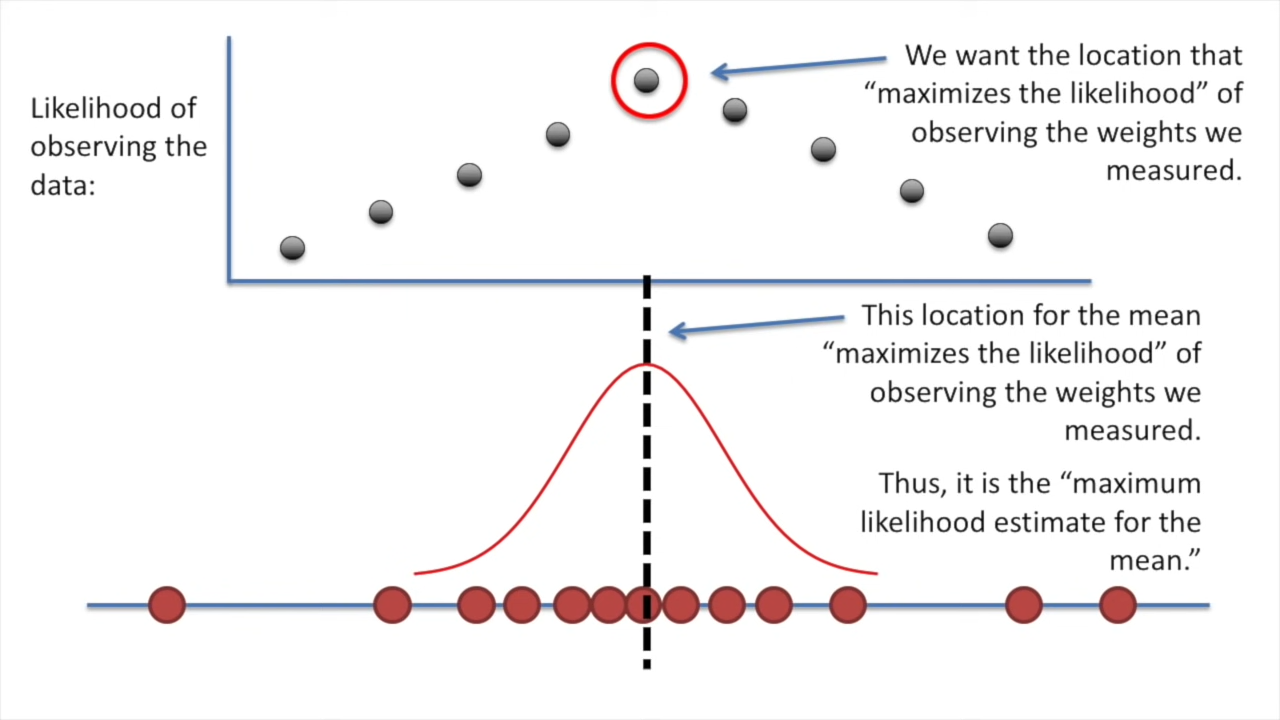 Likelihood of
observing the
data:
We want the location that
“maximizes the likelihood” of
observing the weights we
measured.
This location for the mean
“maximizes the likelihood” of
observing the weights we
measured.
Thus, it is the “maximum
likelihood estimate for the
mean.”